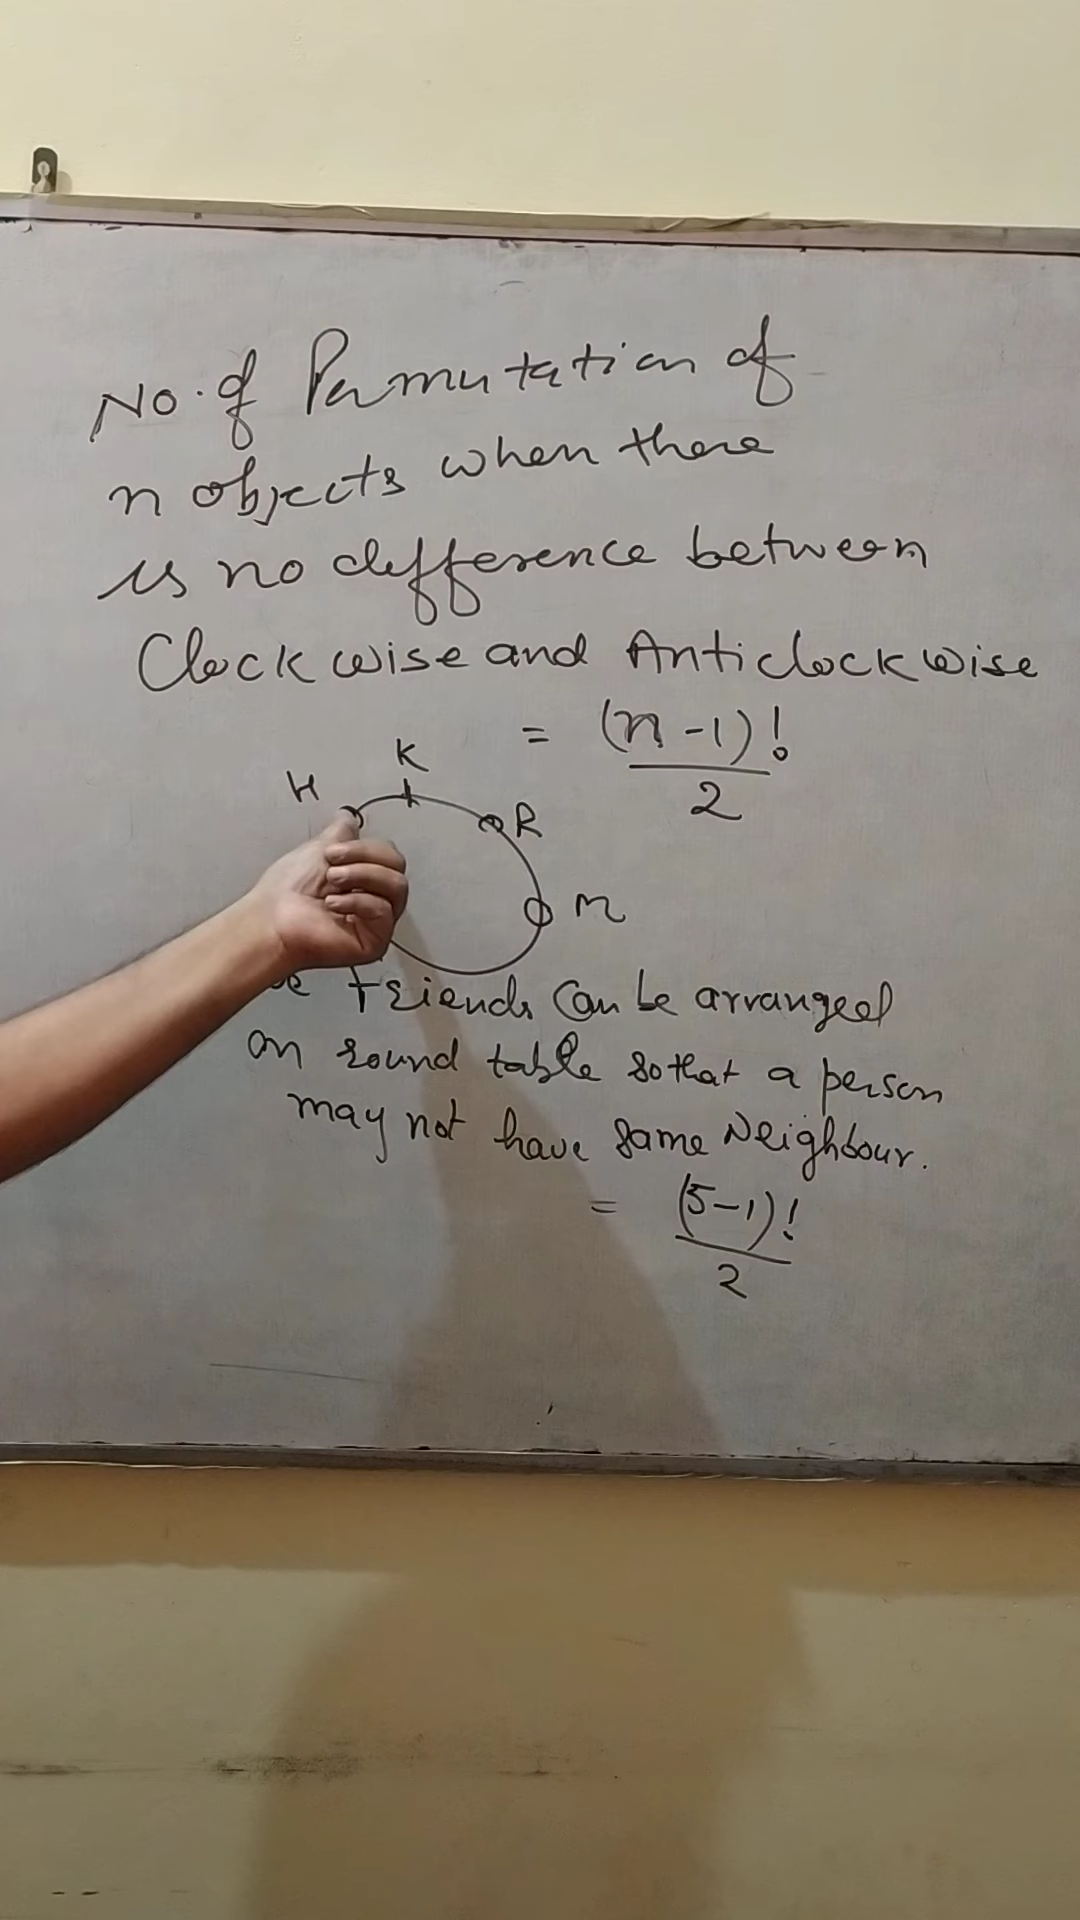 No. of Permutation of
n objects when there
is no difference between
Clockwise and Anticlockwise
= (n-1)!
2
K
H
R
n
Friends Can be arranged
on round table so that a person
may not have same Neighbour.
= (5-1)!
2